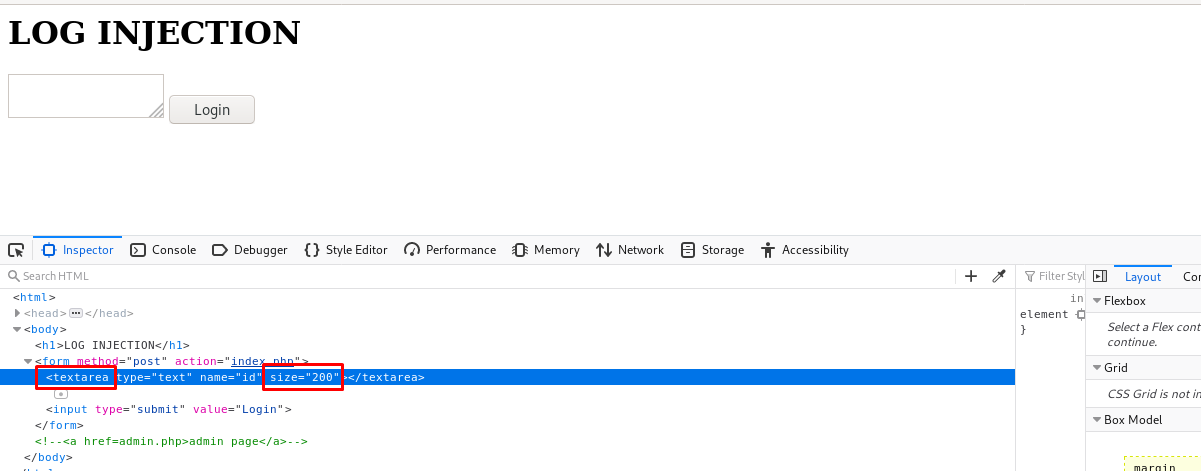 LOG INJECTION
Login
Inspector Console Debugger Style Editor Performance Memory Network Storage Accessibility
Search HTML
Filter Styl
Layout
Con
<html>
<head> </head>
<body>
<h1>LOG INJECTION</h1>
<form method="post" action="index.php">
<textarea type="text" name="id" size="200"></textarea>
<input type="submit" value="Login">
</form>
<!--<a href=admin.php>admin page</a>-->
</body>
in
element
}
Flexbox
Select a Flex cont
continue.
Grid
CSS Grid is not in
Box Model
margin